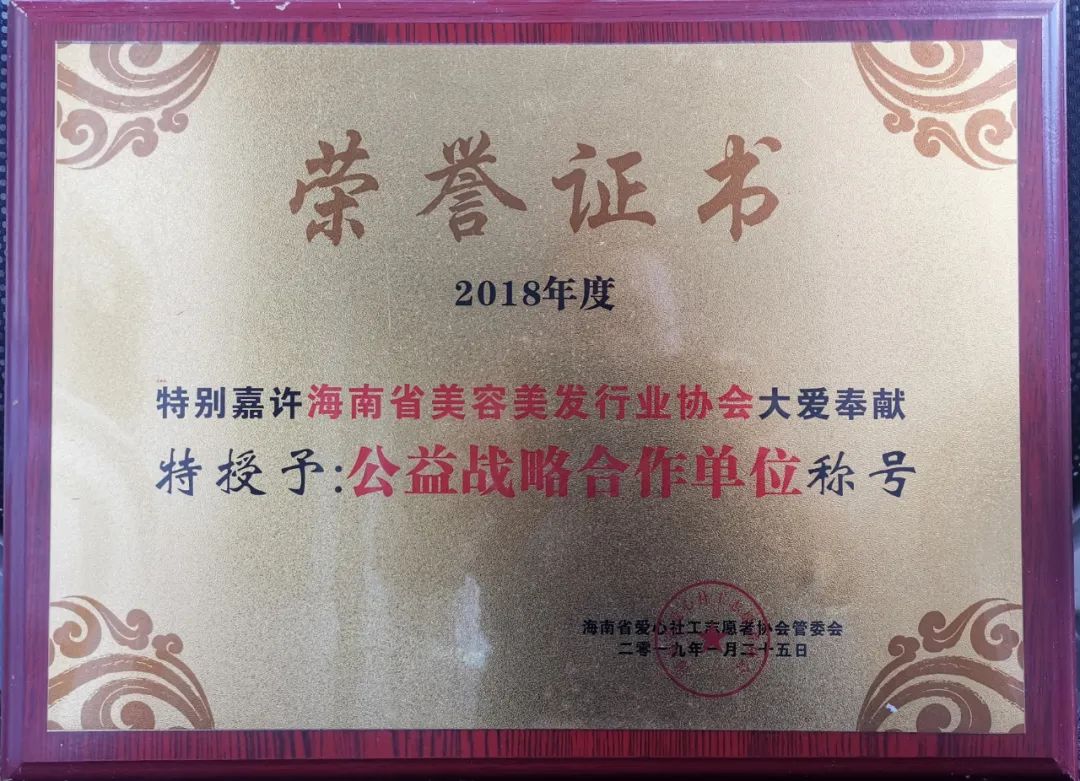 荣誉证书
2018年度
特别嘉许海南省美容美发行业协会大爱奉献
特授予:公益战略合作单位称号
海南省爱心社工志愿者协会管委会
二零一九年一月二十五日